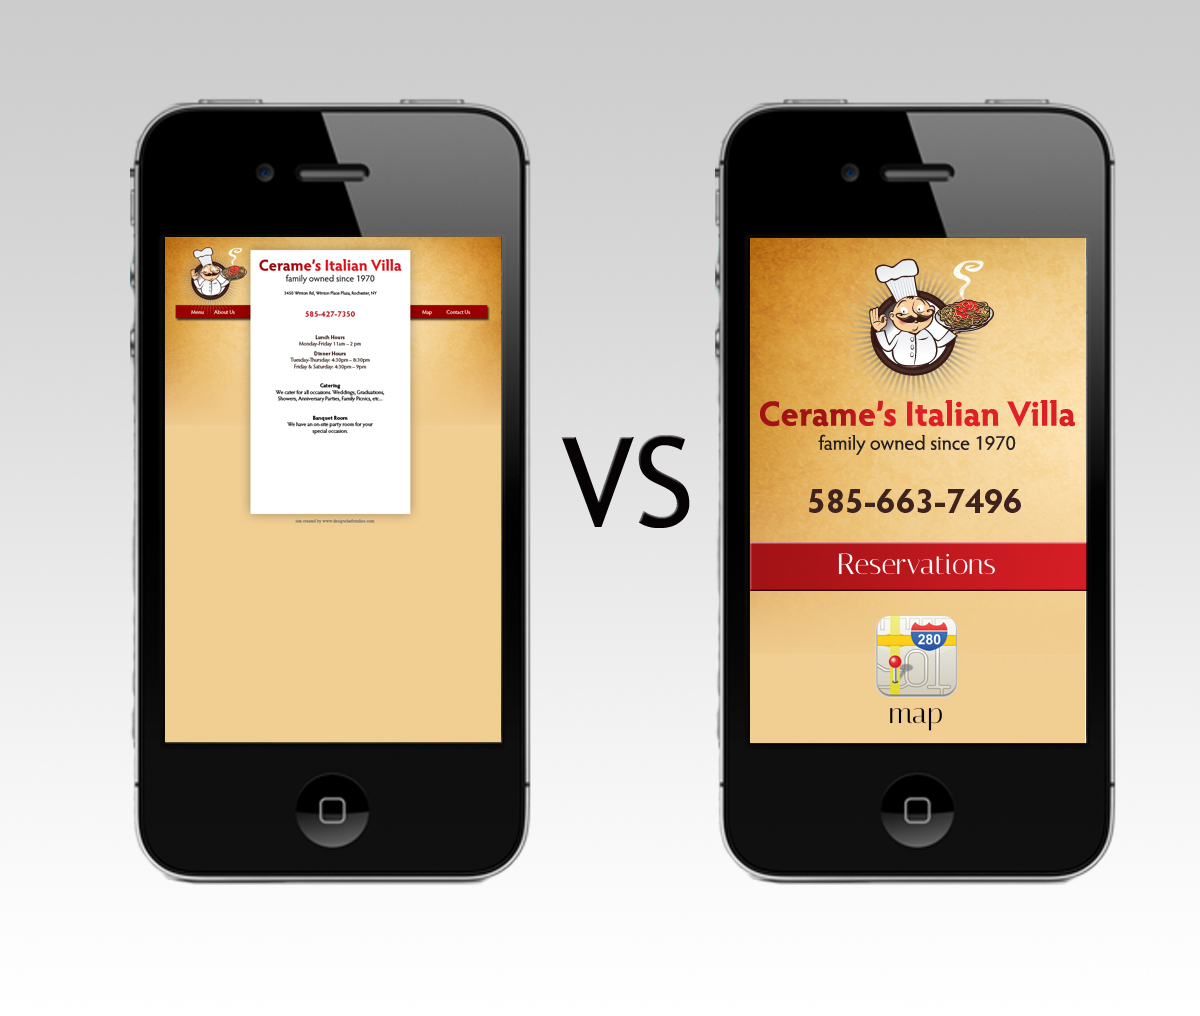 Cerame's Italian Villa
family owned since 1970
3450 Winton Rd, Winton Place Plaza, Rochester, NY
Menu About Us Map Contact Us
585-427-7350
Lunch Hours
Monday-Friday 11am – 2 pm
Dinner Hours
Tuesday-Thursday: 4:30pm – 8:30pm
Friday & Saturday: 4:30pm – 9pm
Catering
We cater for all occasions. Weddings, Graduations,
Showers, Anniversary Parties, Family Picnics, etc...
Banquet Room
We have an on-site party room for your
special occasion.
site created by
VS
Cerame's Italian Villa
family owned since 1970
585-663-7496
Reservations
280
map